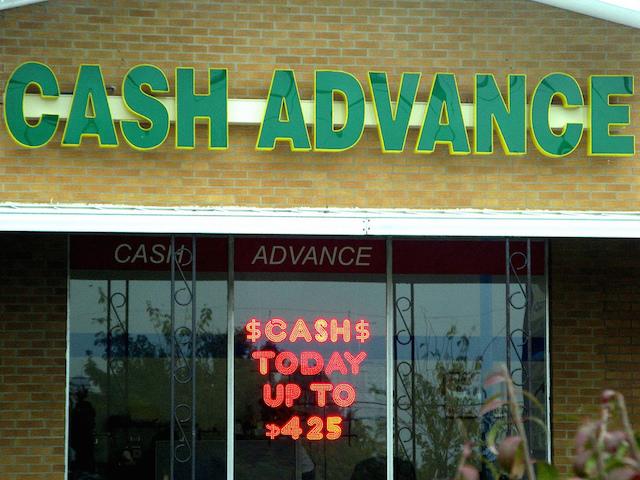 CASH ADVANCE
CASH ADVANCE
$CASH$
TODAY
UP TO
$425